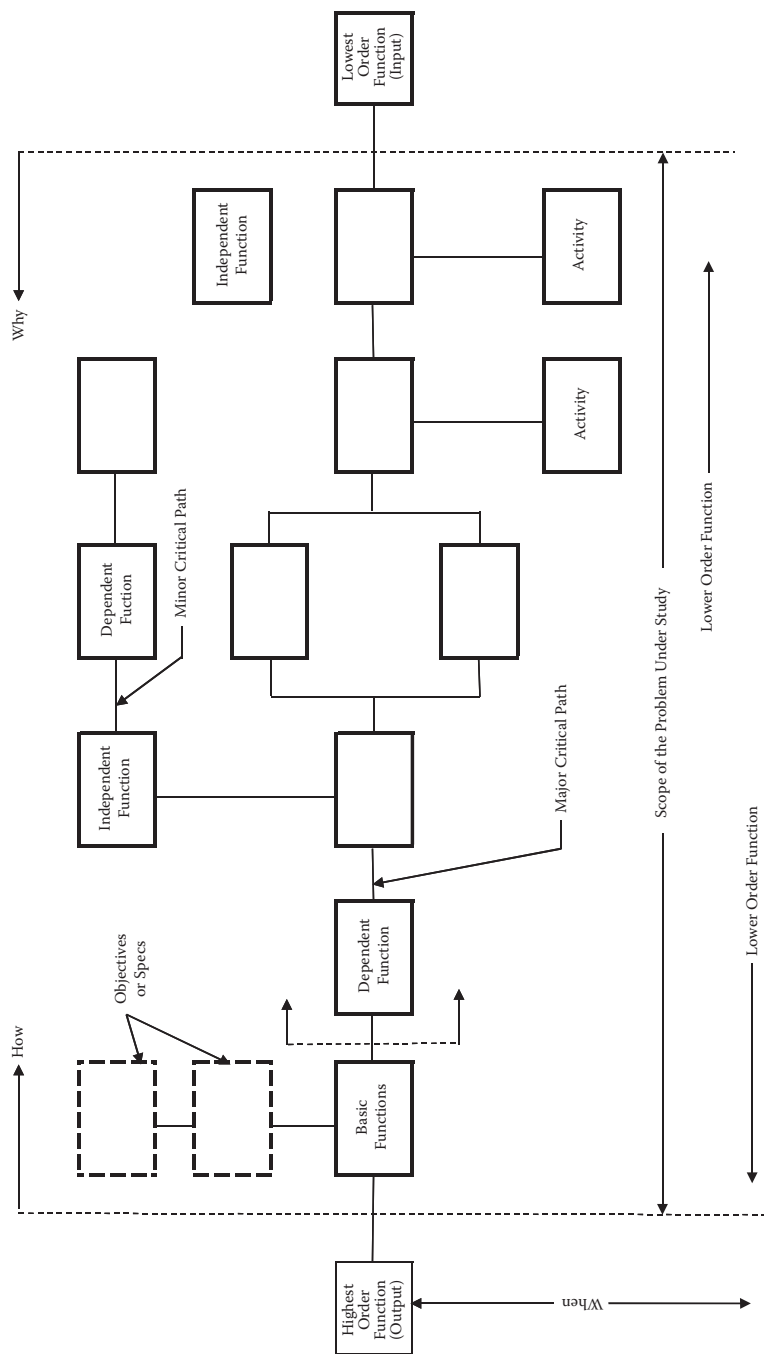 How
Why
Objectives
or Specs
Independent
Function
Dependent
Fuction
Minor Critical Path
Independent
Function
Highest
Order
Function
(Output)
Basic
Functions
Dependent
Function
Lowest
Order
Function
(Input)
Major Critical Path
When
Activity
Activity
Scope of the Problem Under Study
Lower Order Function
Lower Order Function